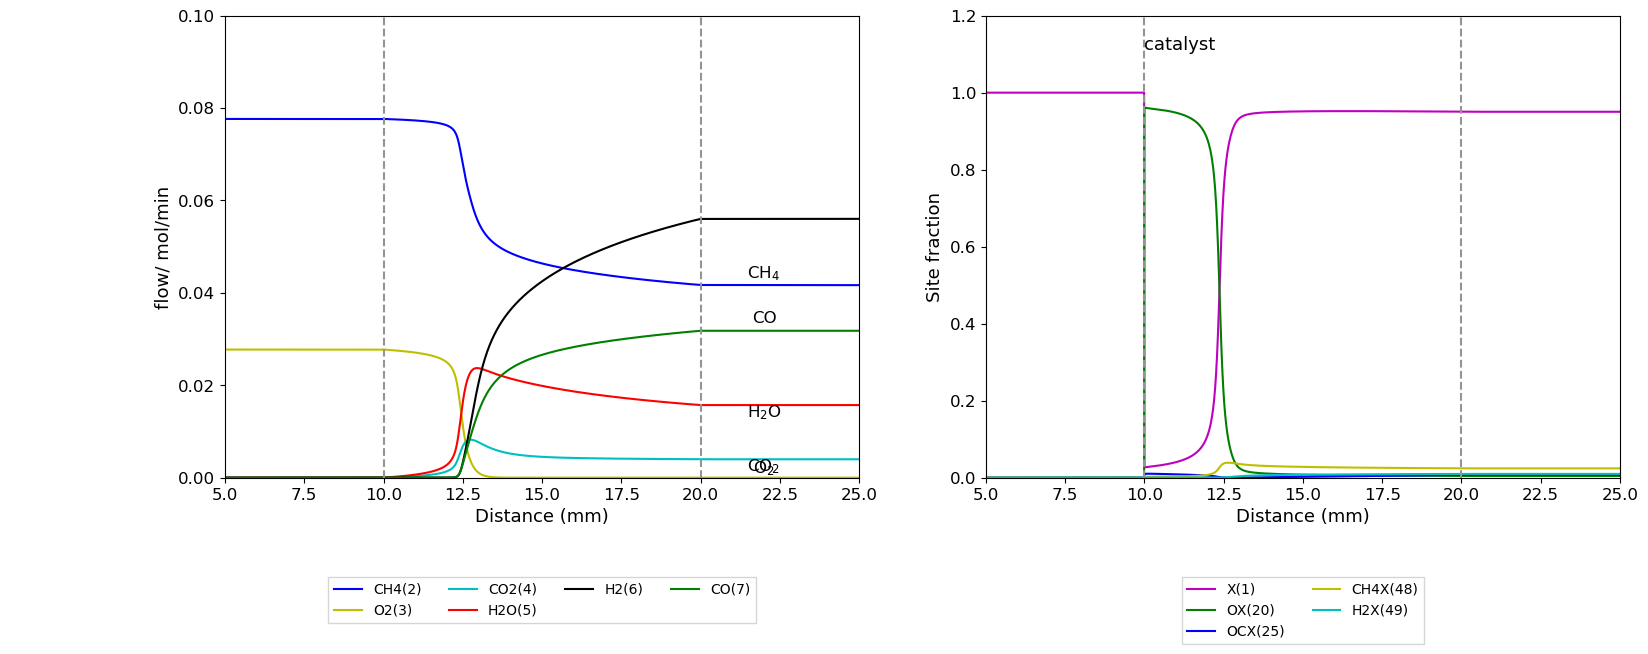 0.10
0.08
0.06
0.04
0.02
0.00
flow/ mol/min
CH4
CO
H2O
CO2
O2
5.0 7.5 10.0 12.5 15.0 17.5 20.0 22.5 25.0
Distance (mm)
CH4(2) CO2(4) H2(6) CO(7)
O2(3) H2O(5)
1.2
1.0
0.8
0.6
0.4
0.2
0.0
Site fraction
catalyst
5.0 7.5 10.0 12.5 15.0 17.5 20.0 22.5 25.0
Distance (mm)
X(1) CH4X(48)
OX(20) H2X(49)
OCX(25)